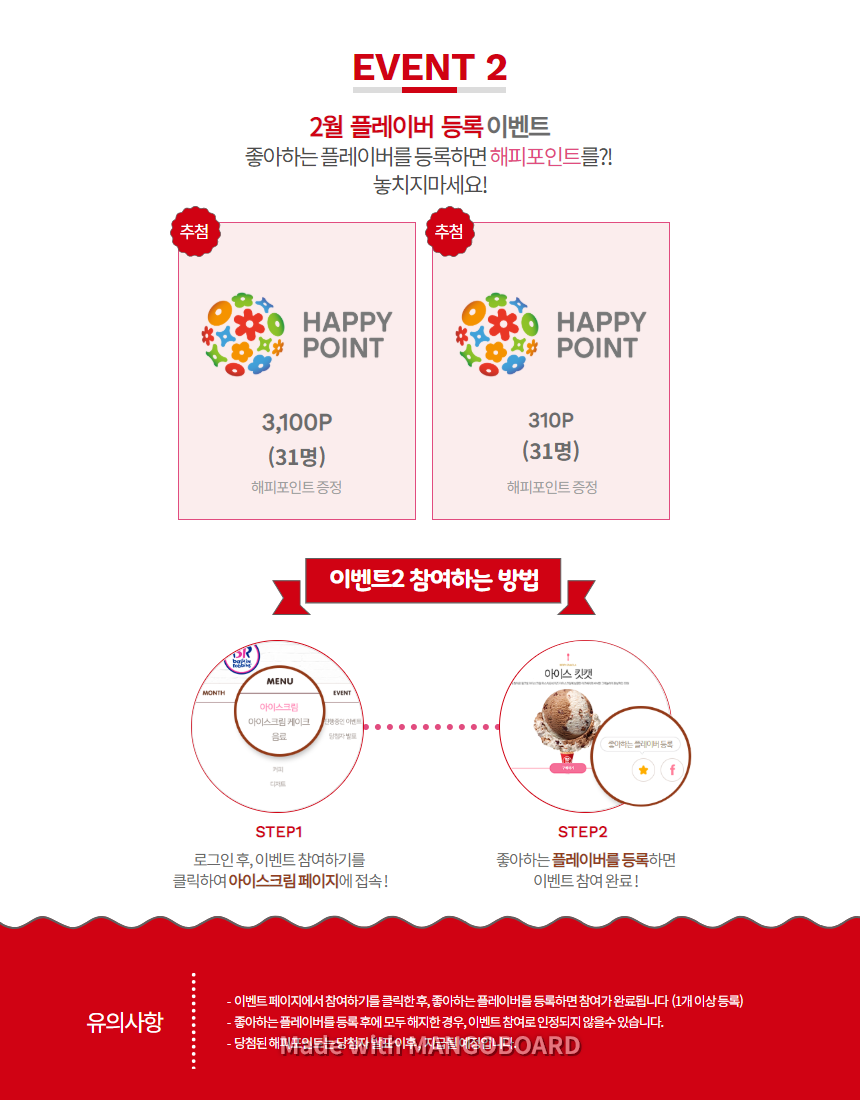 EVENT 2
2월 플레이버 등록 이벤트
좋아하는 플레이버를 등록하면 해피포인트를?!
놓치지마세요!
추첨
HAPPY
POINT
3,100P
(31명)
해피포인트 증정
추첨
HAPPY
POINT
310P
(31명)
해피포인트 증정
이벤트2 참여하는 방법
BR
baskin
robbins
MENU
MONTH
EVENT
아이스크림
아이스크림 케이크
음료
진행중인 이벤트
당첨자 발표
커피
디저트
STEP1
로그인 후, 이벤트 참여하기를
클릭하여 아이스크림 페이지에 접속 !
아이스 킷캣
좋아하는 플레이버 등록
STEP2
좋아하는 플레이버를 등록하면
이벤트 참여 완료 !
유의사항
- 이벤트 페이지에서 참여하기를 클릭한 후, 좋아하는 플레이버를 등록하면 참여가 완료됩니다 (1개 이상 등록)
- 좋아하는 플레이버를 등록 후에 모두 해지한 경우, 이벤트 참여로 인정되지 않을수 있습니다.
- 당첨된 해피포인트는 당첨자 발표 이후, 지급될 예정입니다.
Made with MANGOBOARD